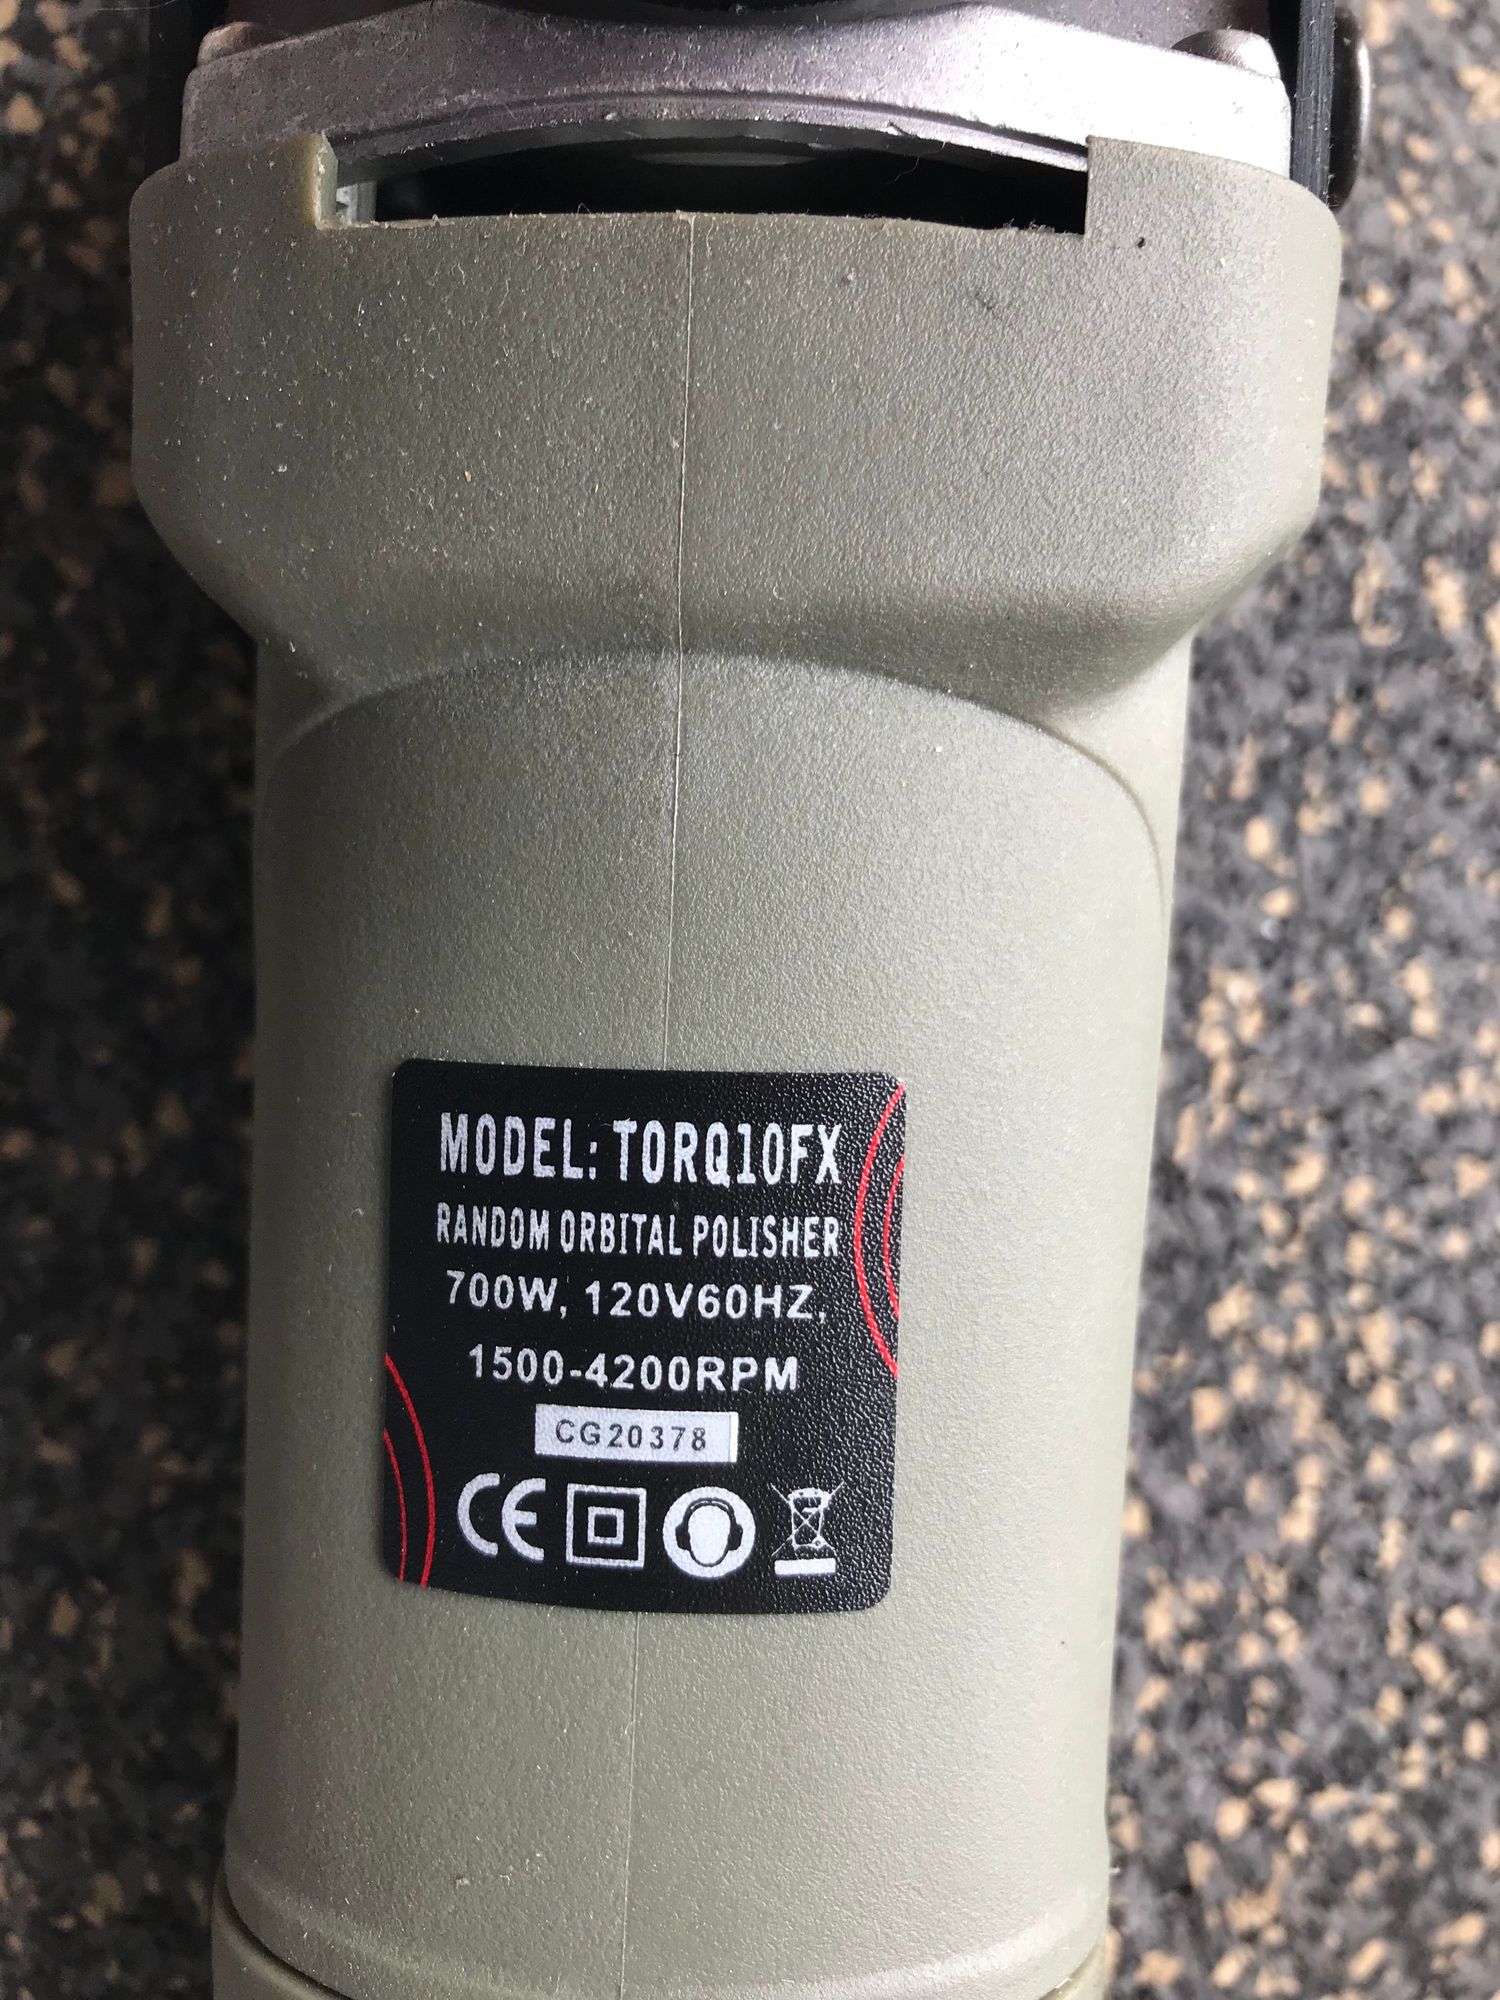 MODEL: TORQ10FX
RANDOM ORBITAL POLISHER
700W, 120V60HZ,
1500-4200RPM
CG20378
CE